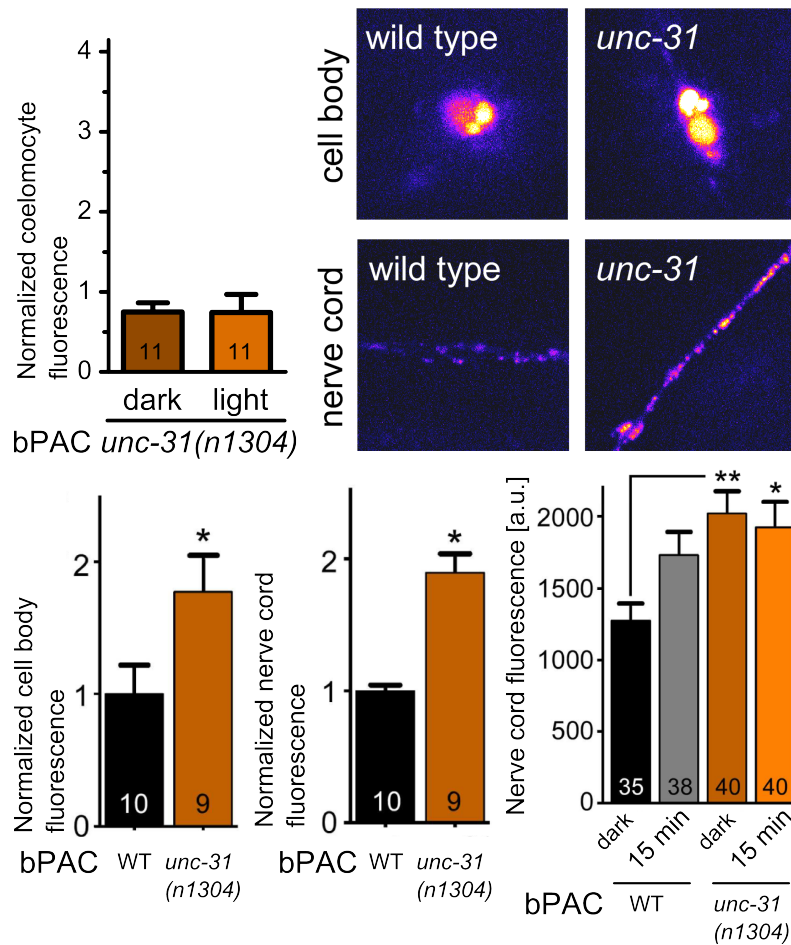 4
3
2
1
0
Normalized coelomocyte
fluorescence
11
11
dark
light
bPAC unc-31(n1304)
cell body
wild type
unc-31
nerve cord
wild type
unc-31
Normalized cell body
fluorescence
2
1
0
*
10
9
bPAC WT unc-31
(n1304)
Normalized nerve cord
fluorescence
2
1
0
*
10
9
bPAC WT unc-31
(n1304)
Nerve cord fluorescence [a.u.]
2000
1500
1000
500
0
**
*
35
38
40
40
dark
15 min
dark
15 min
bPAC WT unc-31
(n1304)